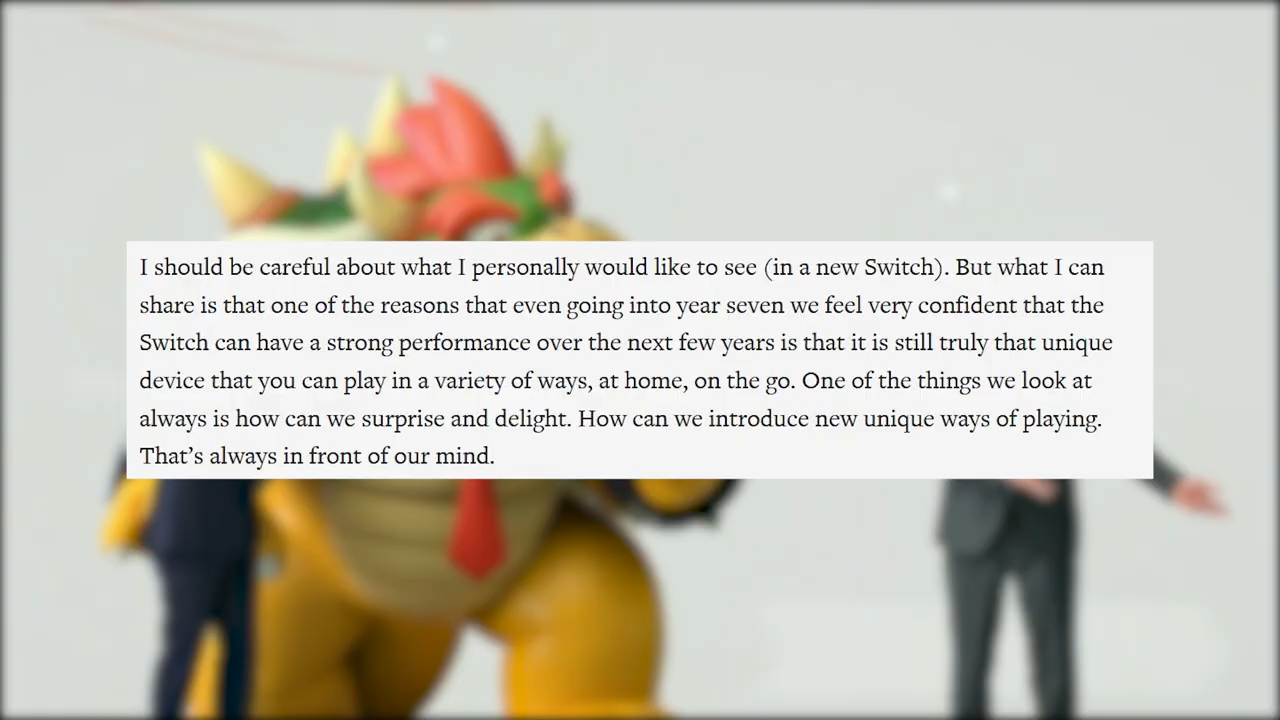 I should be careful about what I personally would like to see (in a new Switch). But what I can
share is that one of the reasons that even going into year seven we feel very confident that the
Switch can have a strong performance over the next few years is that it is still truly that unique
device that you can play in a variety of ways, at home, on the go. One of the things we look at
always is how can we surprise and delight. How can we introduce new unique ways of playing.
That’s always in front of our mind.